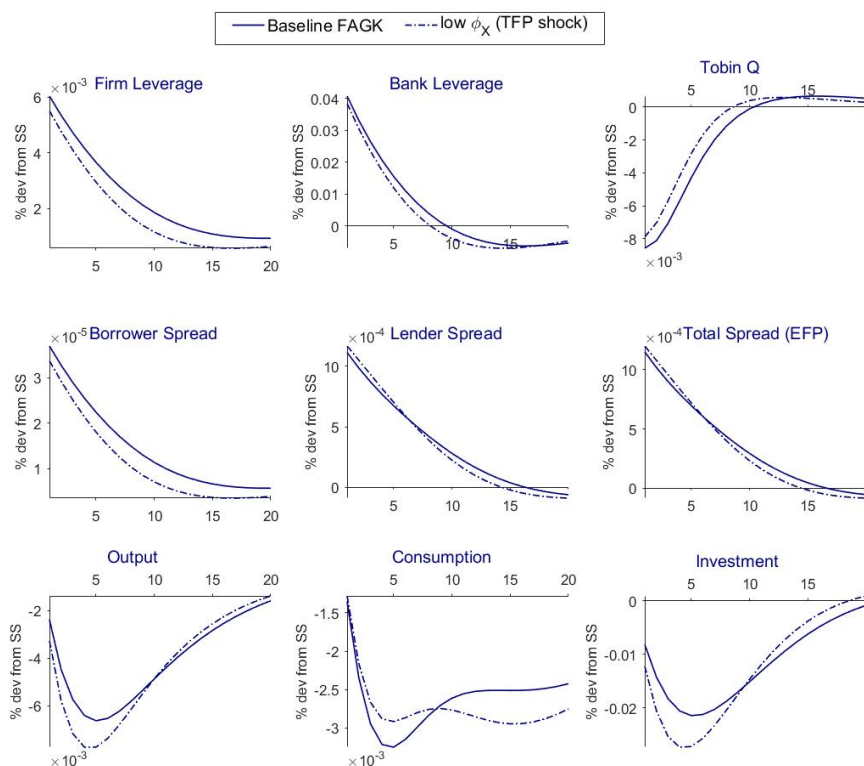 Baseline FAGK low ϕX (TFP shock)
Firm Leverage Bank Leverage Tobin Q
×10-3
% dev from SS
6
4
2
5 10 15 20
% dev from SS
0.04
0.03
0.02
0.01
0
5 10 15 20
% dev from SS
5 15
0
-2
-4
-6
-8
×10-3
Borrower Spread Lender Spread Total Spread (EFP)
×10-5
% dev from SS
3
2
1
5 10 15 20
×10-4
% dev from SS
10
5
0
5 10 15
×10-4
% dev from SS
10
5
0
5 10 15
Output Consumption Investment
5 10 15 20
% dev from SS
-2
-4
-6
×10-3
5 10 15 20
% dev from SS
-1.5
-2
-2.5
-3
×10-3
5 10 15
% dev from SS
0
-0.01
-0.02